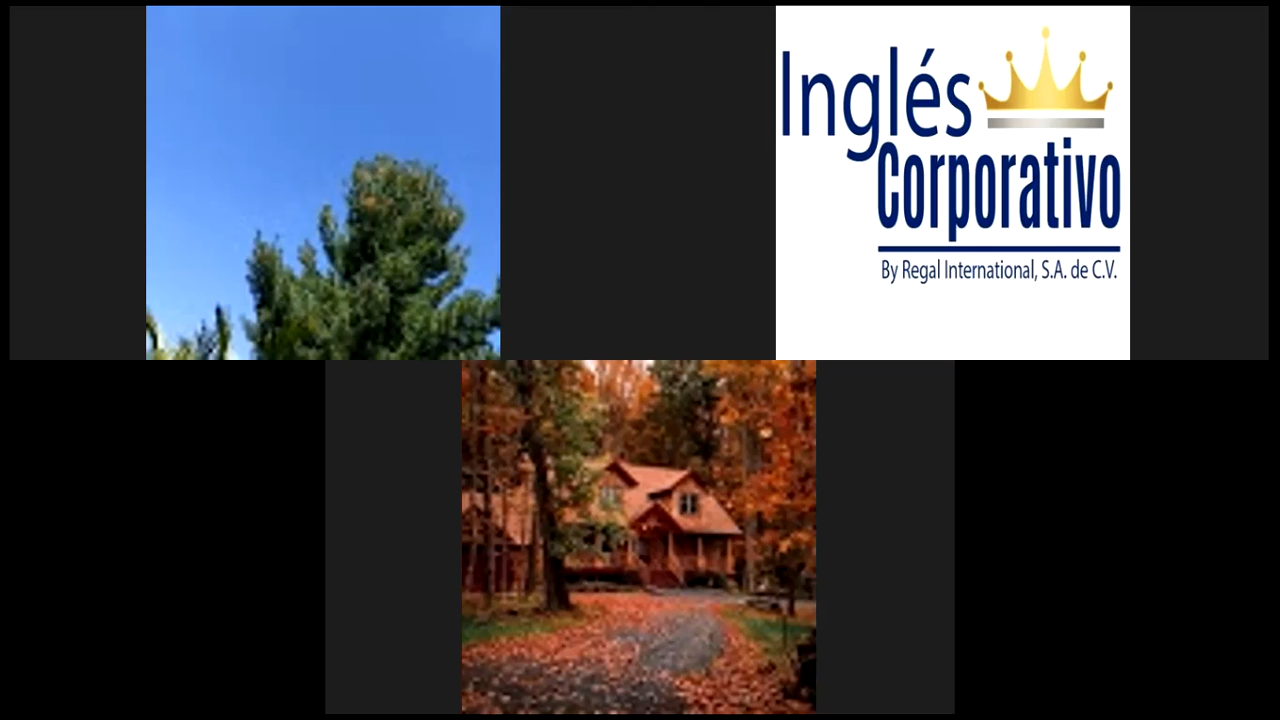 Inglés
Corporativo
By Regal International, S.A. de C.V.